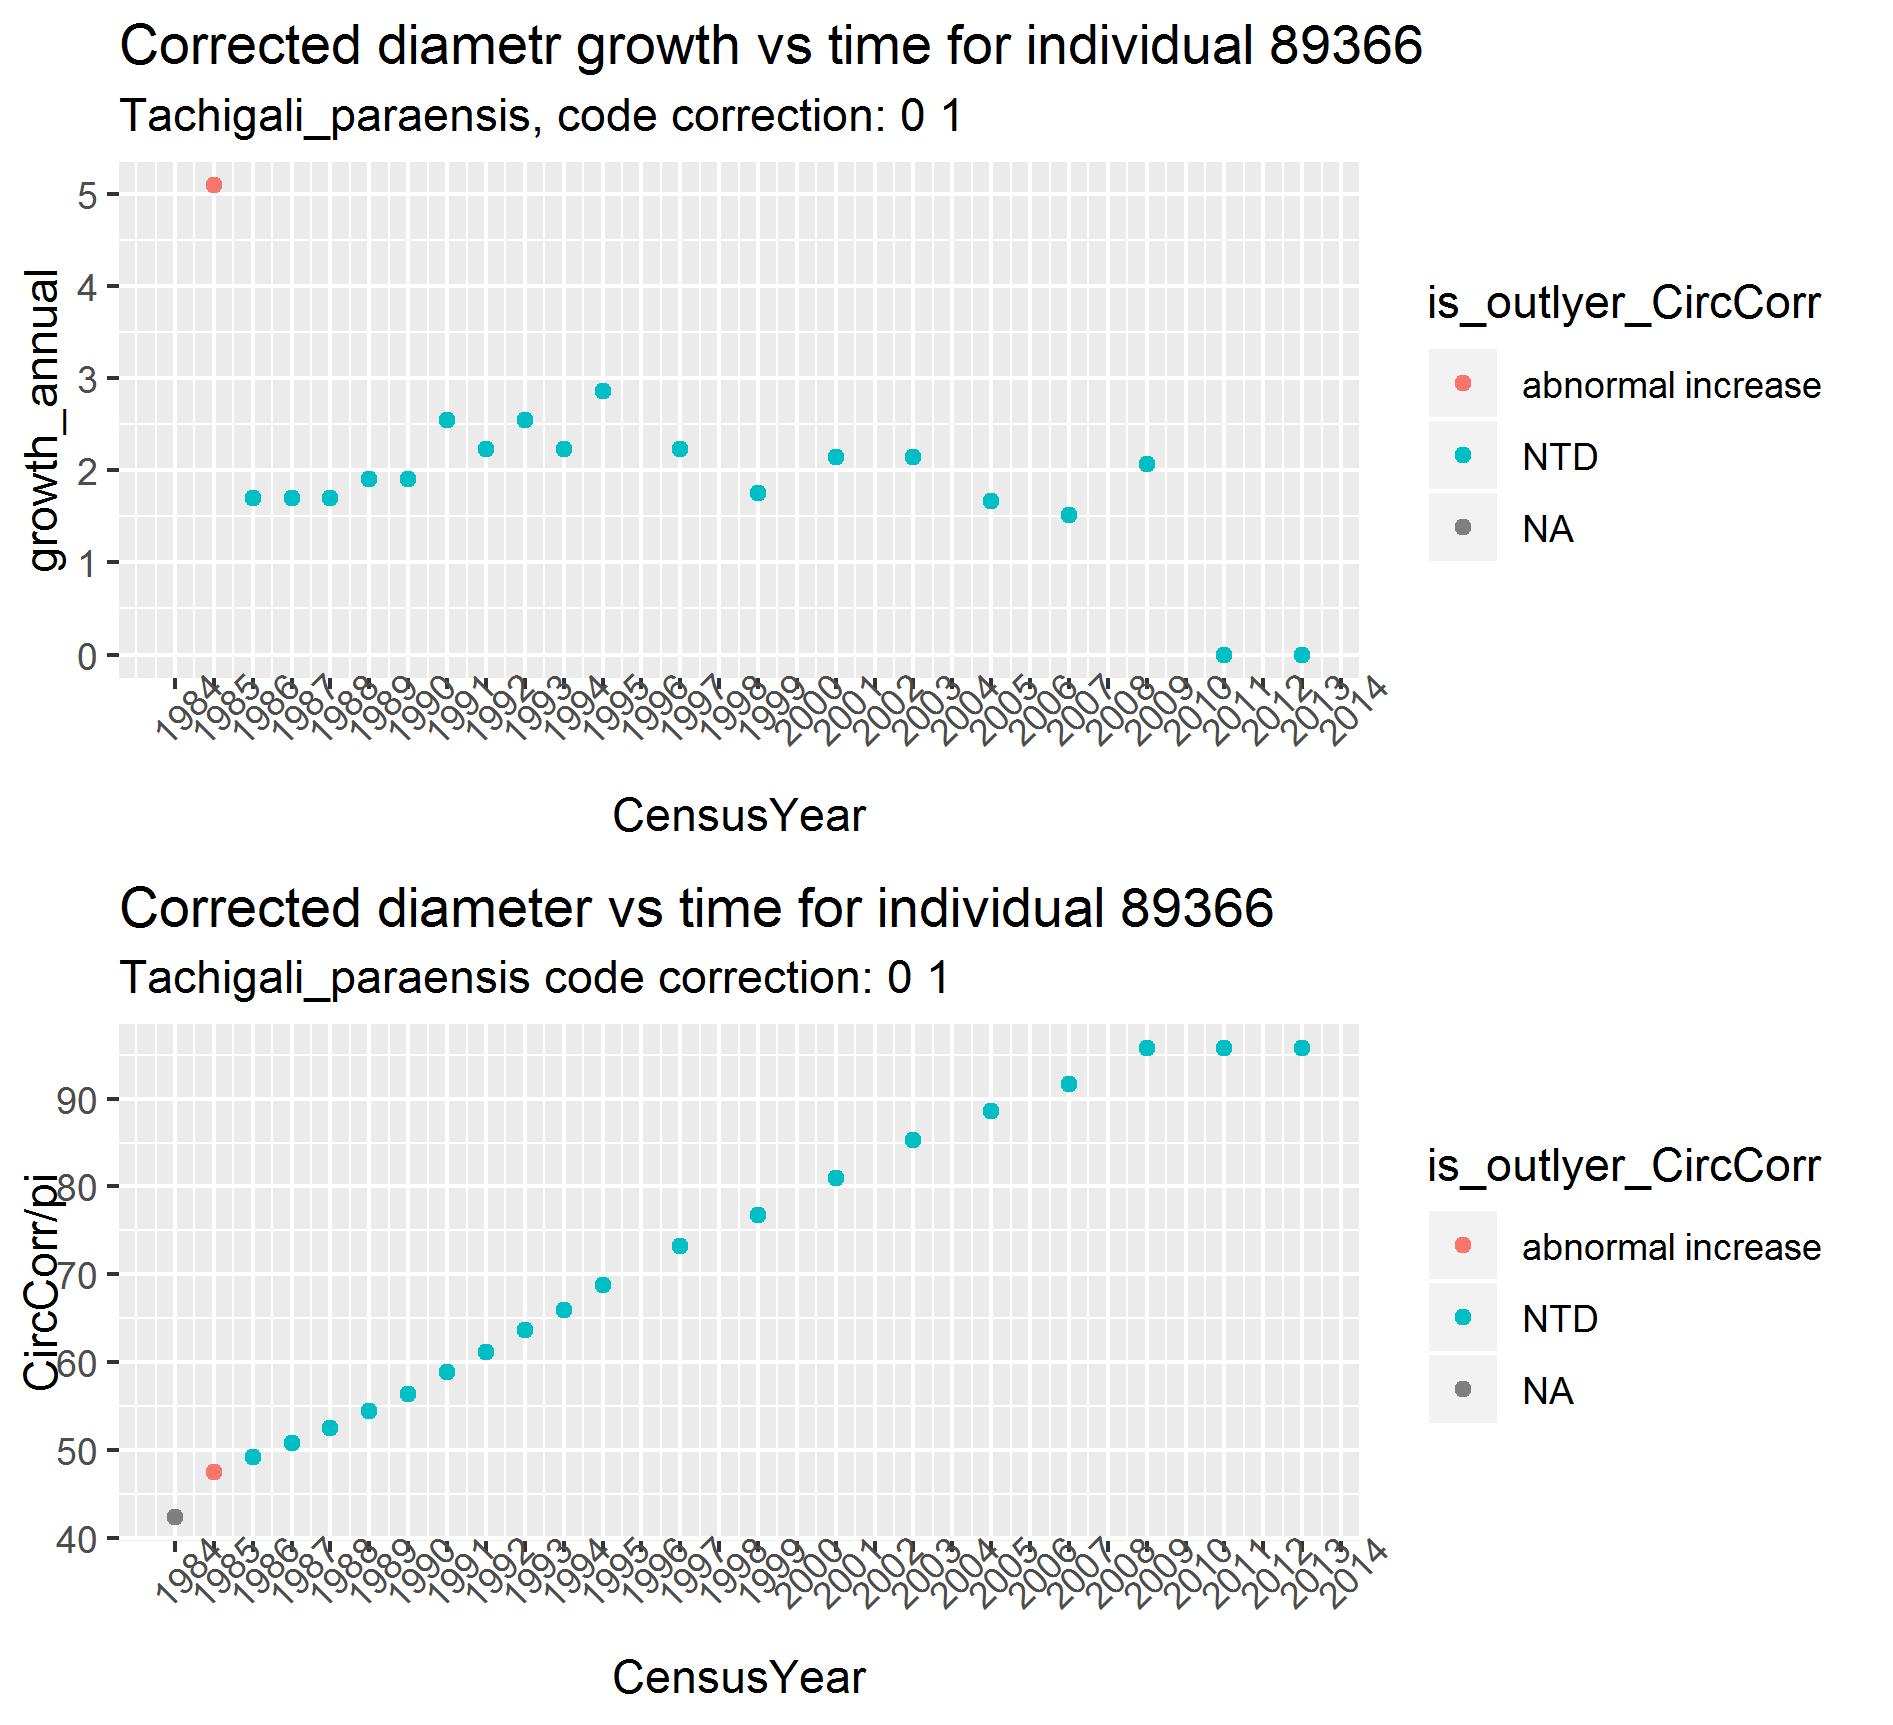 Corrected diametr growth vs time for individual 89366
Tachigali_paraensis, code correction: 0 1
growth_annual
5
4
3
2
1
0
1984 1985 1986 1987 1988 1989 1990 1991 1992 1993 1994 1995 1996 1997 1998 1999 2000 2001 2002 2003 2004 2005 2006 2007 2008 2009 2010 2011 2012 2013 2014
CensusYear
is_outlyer_CircCorr
abnormal increase
NTD
NA
Corrected diameter vs time for individual 89366
Tachigali_paraensis code correction: 0 1
CircCorr/pi
90
80
70
60
50
40
1984 1985 1986 1987 1988 1989 1990 1991 1992 1993 1994 1995 1996 1997 1998 1999 2000 2001 2002 2003 2004 2005 2006 2007 2008 2009 2010 2011 2012 2013 2014
CensusYear
is_outlyer_CircCorr
abnormal increase
NTD
NA